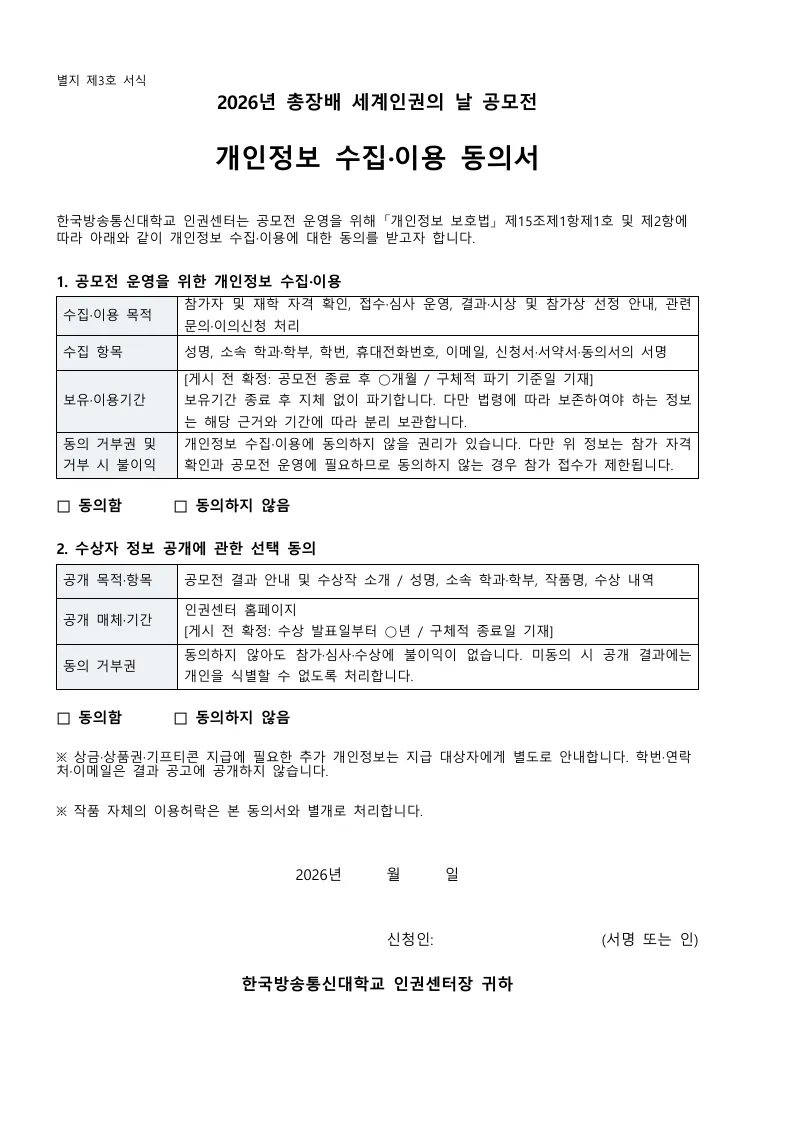 별지 제3호 서식
2026년 총장배 세계인권의 날 공모전
개인정보 수집·이용 동의서
한국방송통신대학교 인권센터는 공모전 운영을 위해「개인정보 보호법」제15조제1항제1호 및 제2항에
따라 아래와 같이 개인정보 수집·이용에 대한 동의를 받고자 합니다.
1. 공모전 운영을 위한 개인정보 수집·이용
수집·이용 목적
참가자 및 재학 자격 확인, 접수·심사 운영, 결과·시상 및 참가상 선정 안내, 관련
문의·이의신청 처리
수집 항목
성명, 소속 학과·학부, 학번, 휴대전화번호, 이메일, 신청서·서약서·동의서의 서명
보유·이용기간
[게시 전 확정: 공모전 종료 후 ○개월 / 구체적 파기 기준일 기재]
보유기간 종료 후 지체 없이 파기합니다. 다만 법령에 따라 보존하여야 하는 정보
는 해당 근거와 기간에 따라 분리 보관합니다.
동의 거부권 및
거부 시 불이익
개인정보 수집·이용에 동의하지 않을 권리가 있습니다. 다만 위 정보는 참가 자격
확인과 공모전 운영에 필요하므로 동의하지 않는 경우 참가 접수가 제한됩니다.
□ 동의함 □ 동의하지 않음
2. 수상자 정보 공개에 관한 선택 동의
공개 목적·항목
공모전 결과 안내 및 수상작 소개 / 성명, 소속 학과·학부, 작품명, 수상 내역
공개 매체·기간
인권센터 홈페이지
[게시 전 확정: 수상 발표일부터 ○년 / 구체적 종료일 기재]
동의 거부권
동의하지 않아도 참가·심사·수상에 불이익이 없습니다. 미동의 시 공개 결과에는
개인을 식별할 수 없도록 처리합니다.
□ 동의함 □ 동의하지 않음
※ 상금·상품권·기프티콘 지급에 필요한 추가 개인정보는 지급 대상자에게 별도로 안내합니다. 학번·연락
처·이메일은 결과 공고에 공개하지 않습니다.
※ 작품 자체의 이용허락은 본 동의서와 별개로 처리합니다.
2026년 월 일
신청인: (서명 또는 인)
한국방송통신대학교 인권센터장 귀하